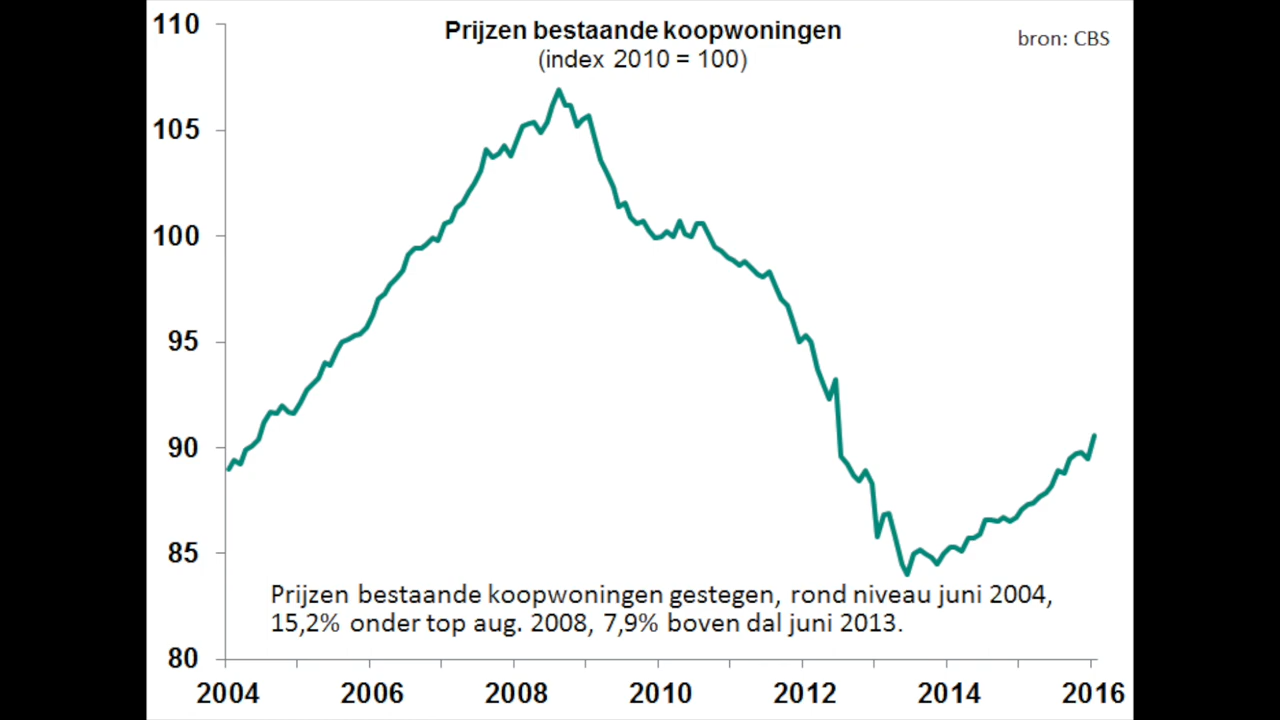 Prijzen bestaande koopwoningen
(index 2010 = 100)
bron: CBS
110
105
100
95
90
85
80
Prijzen bestaande koopwoningen gestegen, rond niveau juni 2004,
15,2% onder top aug. 2008, 7,9% boven dal juni 2013.
2004 2006 2008 2010 2012 2014 2016